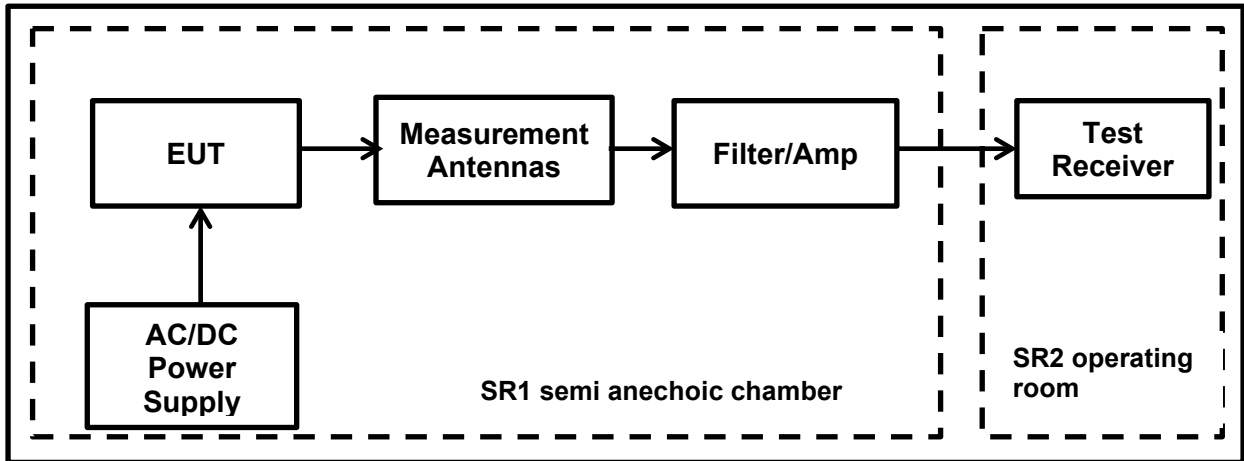 EUT
Measurement
Antennas
Filter/Amp
Test
Receiver
AC/DC
Power
Supply
SR1 semi anechoic chamber
SR2 operating
room